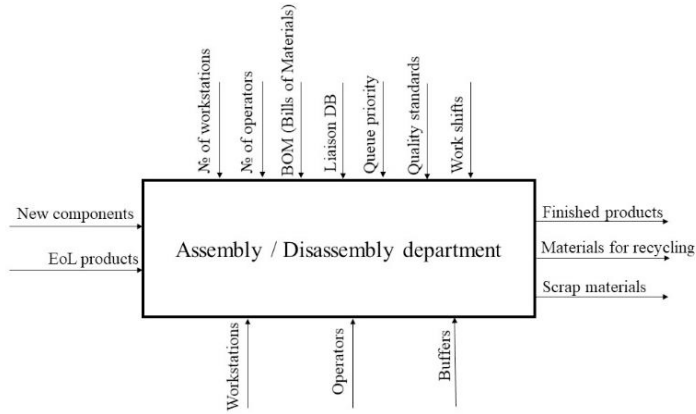 № of workstations
№ of operators
BOM (Bills of Materials)
Liaison DB
Queue priority
Quality standards
Work shifts
New components
EoL products
Assembly / Disassembly department
Finished products
Materials for recycling
Scrap materials
Workstations
Operators
Buffers